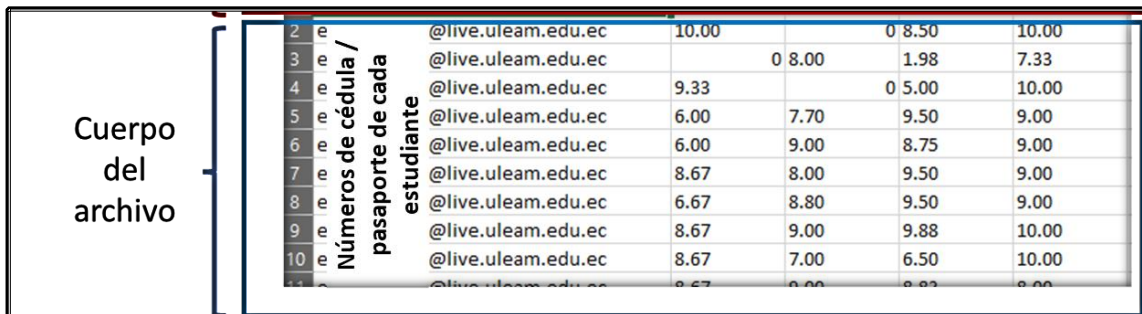 Cuerpo
del
archivo
Números de cédula /
pasaporte de cada
estudiante
2 e @live.uleam.edu.ec 10.00 0 8.50 10.00
3 e @live.uleam.edu.ec 0 8.00 1.98 7.33
4 e @live.uleam.edu.ec 9.33 0 5.00 10.00
5 e @live.uleam.edu.ec 6.00 7.70 9.50 9.00
6 e @live.uleam.edu.ec 6.00 9.00 8.75 9.00
7 e @live.uleam.edu.ec 8.67 8.00 9.50 9.00
8 e @live.uleam.edu.ec 6.67 8.80 9.50 9.00
9 e @live.uleam.edu.ec 8.67 9.00 9.88 10.00
10 e @live.uleam.edu.ec 8.67 7.00 6.50 10.00